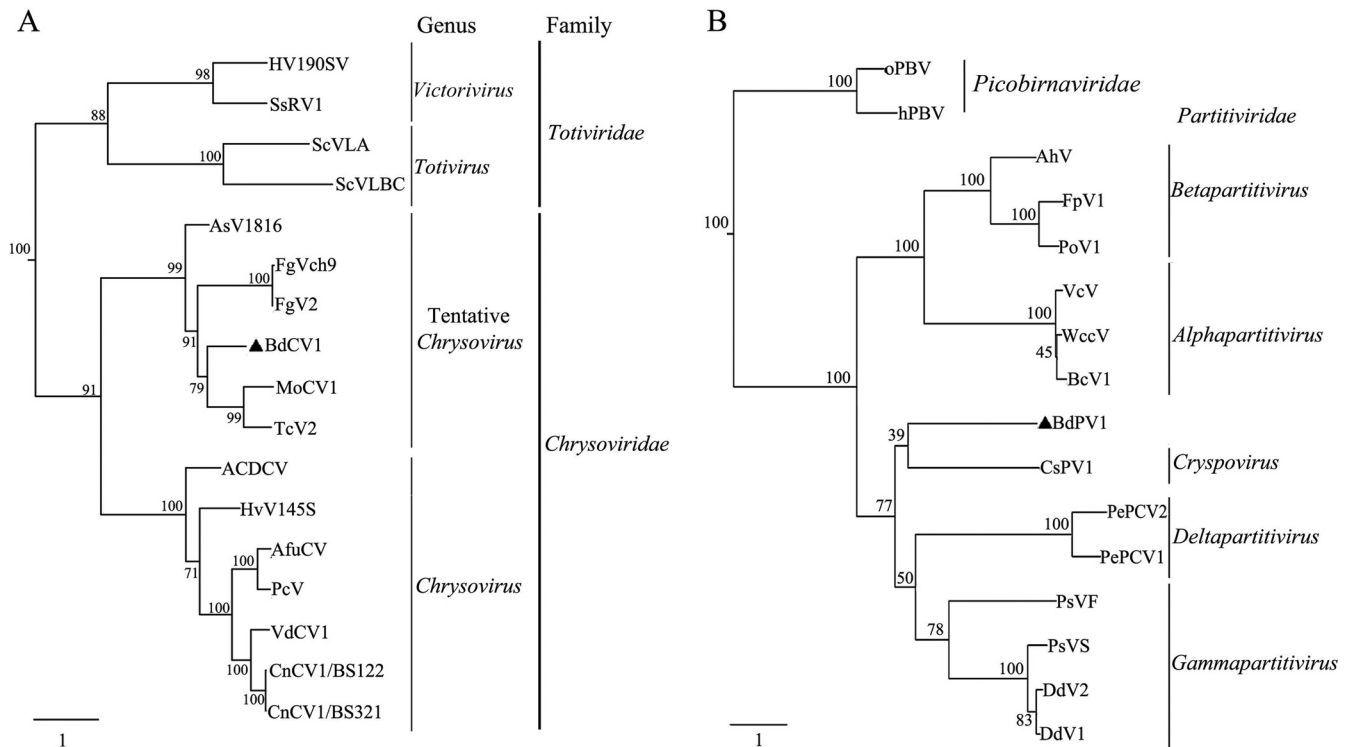 A
Genus
Family
HV190SV
98
SsRV1
Victorivirus
88
ScVLA
100
ScVLBC
Totivirus
Totiviridae
100
AsV1816
99
FgVch9
100
FgV2
91
▲BdCV1
79
MoCV1
99
TcV2
Tentative
Chrysovirus
91
ACDCV
100
HvV145S
71
AfuCV
100
PcV
100
VdCV1
100
CnCV1/BS122
100
CnCV1/BS321
Chrysovirus
Chrysoviridae
1
B
oPBV
100
hPBV
Picobirnaviridae
Partitiviridae
AhV
100
FpV1
100
PoV1
Betapartitivirus
100
100
VcV
100
WccV
45
BcV1
Alphapartitivirus
100
▲BdPV1
39
CsPV1
Cryspovirus
77
PePCV2
100
PePCV1
Deltapartitivirus
50
PsVF
78
PsVS
100
DdV2
83
DdV1
Gammapartitivirus
1